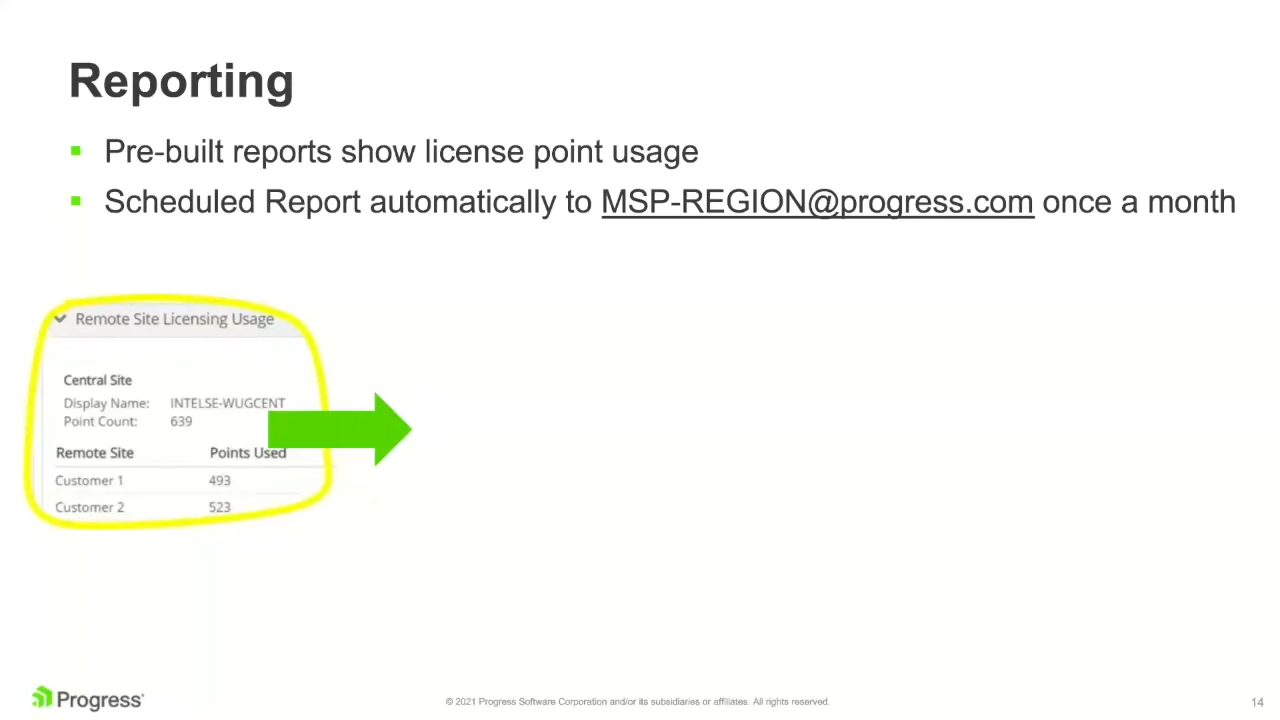 Reporting
Pre-built reports show license point usage
Scheduled Report automatically to MSP-REGION@progress.com once a month
Remote Site Licensing Usage
Central Site
Display Name: INTELSE-WUGCENT
Point Count: 639
Remote Site Points Used
Customer 1 493
Customer 2 523
Progress
© 2021 Progress Software Corporation and/or its subsidiaries or affiliates. All rights reserved.
14